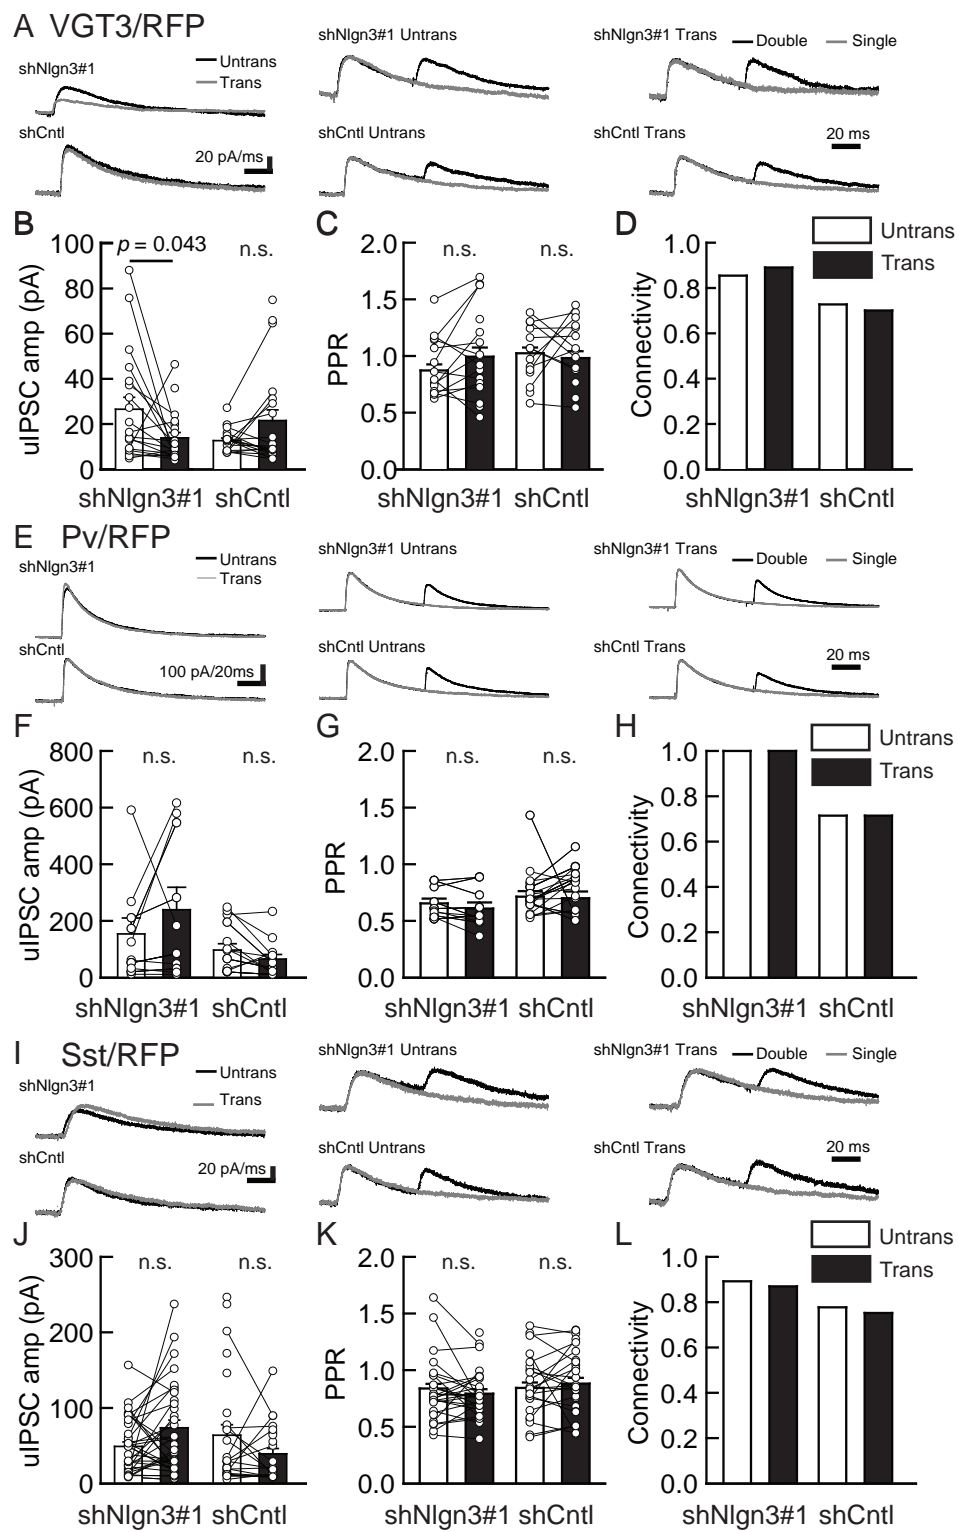 A VGT3/RFP
shNlgn3#1
Untrans
Trans
shNlgn3#1 Untrans
shNlgn3#1 Trans
Double
Single
shCntl
20 pA/ms
shCntl Untrans
shCntl Trans
20 ms
B
uIPSC amp (pA)
100
80
60
40
20
0
p = 0.043
n.s.
shNlgn3#1 shCntl
C
PPR
2.0
1.5
1.0
0.5
0.0
n.s.
n.s.
shNlgn3#1 shCntl
D
Connectivity
1.0
0.8
0.6
0.4
0.2
0.0
Untrans
Trans
shNlgn3#1 shCntl
E Pv/RFP
shNlgn3#1
Untrans
Trans
shNlgn3#1 Untrans
shNlgn3#1 Trans
Double
Single
shCntl
100 pA/20ms
shCntl Untrans
shCntl Trans
20 ms
F
uIPSC amp (pA)
800
600
400
200
0
n.s.
n.s.
shNlgn3#1 shCntl
G
PPR
2.0
1.5
1.0
0.5
0.0
n.s.
n.s.
shNlgn3#1 shCntl
H
Connectivity
1.0
0.8
0.6
0.4
0.2
0.0
Untrans
Trans
shNlgn3#1 shCntl
I Sst/RFP
shNlgn3#1
Untrans
Trans
shNlgn3#1 Untrans
shNlgn3#1 Trans
Double
Single
shCntl
20 pA/ms
shCntl Untrans
shCntl Trans
20 ms
J
uIPSC amp (pA)
300
200
100
0
n.s.
n.s.
shNlgn3#1 shCntl
K
PPR
2.0
1.5
1.0
0.5
0.0
n.s.
n.s.
shNlgn3#1 shCntl
L
Connectivity
1.0
0.8
0.6
0.4
0.2
0.0
Untrans
Trans
shNlgn3#1 shCntl